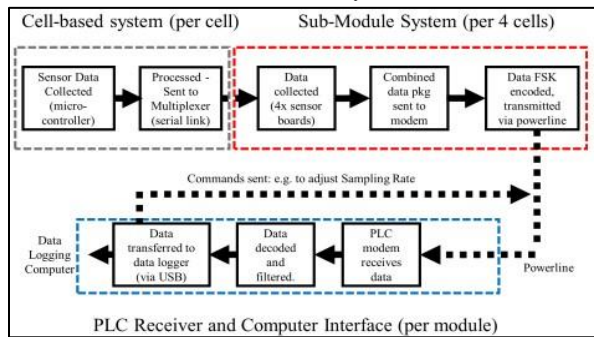 Cell-based system (per cell)
Sub-Module System (per 4 cells)
Sensor Data
Collected
(micro-
controller)
Processed -
Sent to
Multiplexer
(serial link)
Data
collected
(4x sensor
boards)
Combined
data pkg
sent to
modem
Data FSK
encoded,
transmitted
via powerline
Commands sent: e.g. to adjust Sampling Rate
Data
Logging
Computer
Data
transferred to
data logger
(via USB)
Data
decoded
and
filtered.
PLC
modem
receives
data
Powerline
PLC Receiver and Computer Interface (per module)